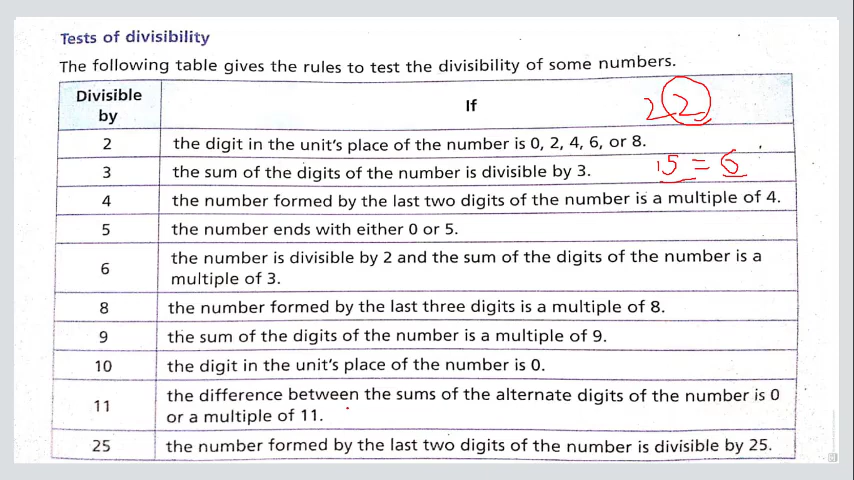 Tests of divisibility
The following table gives the rules to test the divisibility of some numbers.
Divisible
by
If
22
2
the digit in the unit's place of the number is 0, 2, 4, 6, or 8.
3
the sum of the digits of the number is divisible by 3.
15 = 6
4
the number formed by the last two digits of the number is a multiple of 4.
5
the number ends with either 0 or 5.
6
the number is divisible by 2 and the sum of the digits of the number is a
multiple of 3.
8
the number formed by the last three digits is a multiple of 8.
9
the sum of the digits of the number is a multiple of 9.
10
the digit in the unit's place of the number is 0.
11
the difference between the sums of the alternate digits of the number is 0
or a multiple of 11.
25
the number formed by the last two digits of the number is divisible by 25.